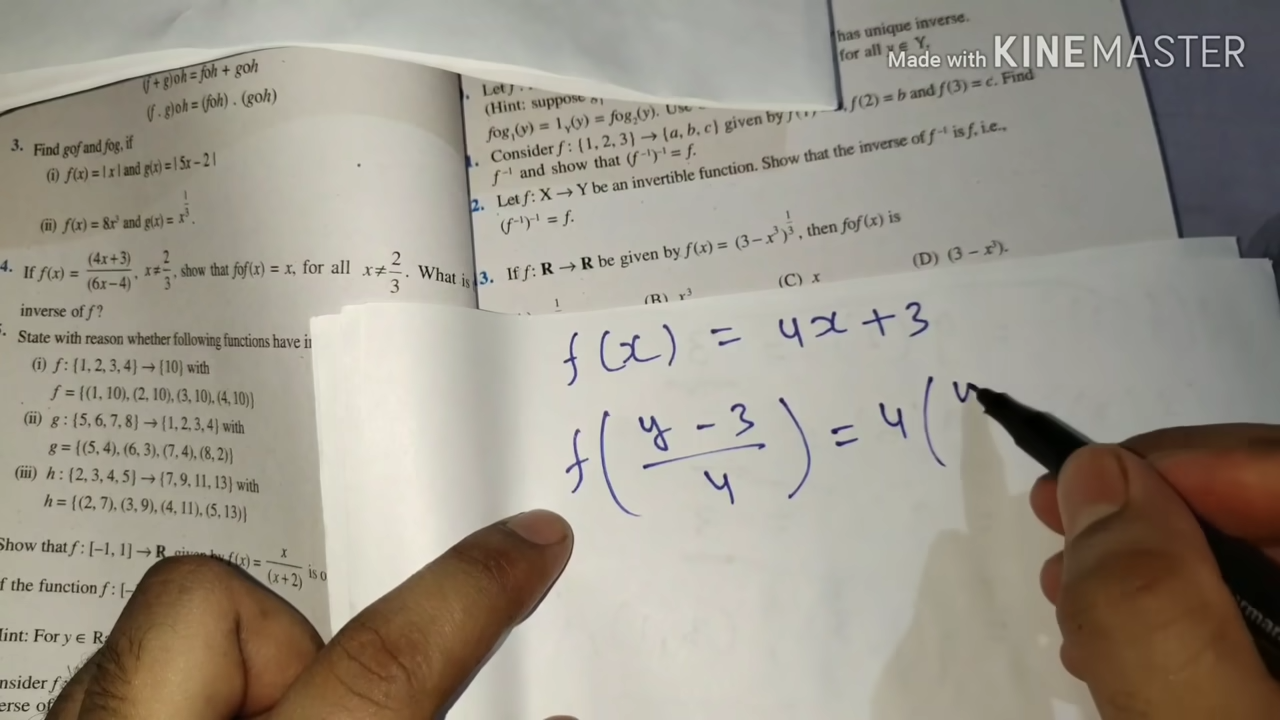 Made with KINEMASTER
(f + g)oh = foh + goh
(f . g)oh = (foh) . (goh)
3. Find gof and fog, if
(i) f(x) = | x | and g(x) = | 5x – 2 |
(ii) f(x) = 8x³ and g(x) = x^{1/3}.
4. If f(x) = (4x+3)/(6x–4), x ≠ 2/3, show that fof(x) = x, for all x ≠ 2/3. What is
inverse of f?
State with reason whether following functions have
(i) f : {1, 2, 3, 4} → {10} with
f = {(1, 10), (2, 10), (3, 10), (4, 10)}
(ii) g : {5, 6, 7, 8} → {1, 2, 3, 4} with
g = {(5, 4), (6, 3), (7, 4), (8, 2)}
(iii) h : {2, 3, 4, 5} → {7, 9, 11, 13} with
h = {(2, 7), (3, 9), (4, 11), (5, 13)}
Show that f : [–1, 1] → R, given by f(x) = x/(x+2) is
the function f : [–
For y ∈ R
has unique inverse.
for all y ∈ Y,
Let f
(Hint: suppose
fog₁(y) = 1_Y(y) = fog₂(y). Use
Consider f : {1, 2, 3} → {a, b, c} given by f(2) = b and f(3) = c. Find
f⁻¹ and show that (f⁻¹)⁻¹ = f.
2. Let f : X → Y be an invertible function. Show that the inverse of f⁻¹ is f, i.e.,
(f⁻¹)⁻¹ = f.
3. If f : R → R be given by f(x) = (3 – x³)^{1/3}, then fof(x) is
(B) x³ (C) x (D) (3 – x³).
f(x) = 4x + 3
f((y – 3)/4) = 4(y